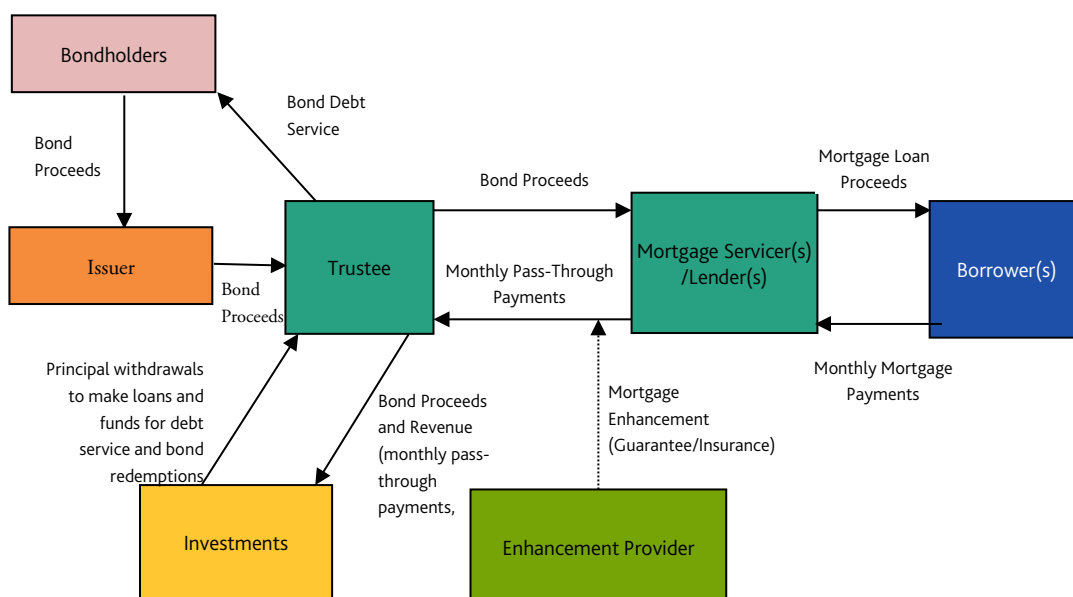 Bondholders
Bond Debt
Service
Bond
Proceeds
Mortgage Loan
Proceeds
Bond Proceeds
Issuer
Trustee
Mortgage Servicer(s)
/Lender(s)
Borrower(s)
Bond
Proceeds
Monthly Pass-Through
Payments
Principal withdrawals
to make loans and
funds for debt
service and bond
redemptions
Bond Proceeds
and Revenue
(monthly pass-
through
payments,
Mortgage
Enhancement
(Guarantee/Insurance)
Monthly Mortgage
Payments
Investments
Enhancement Provider